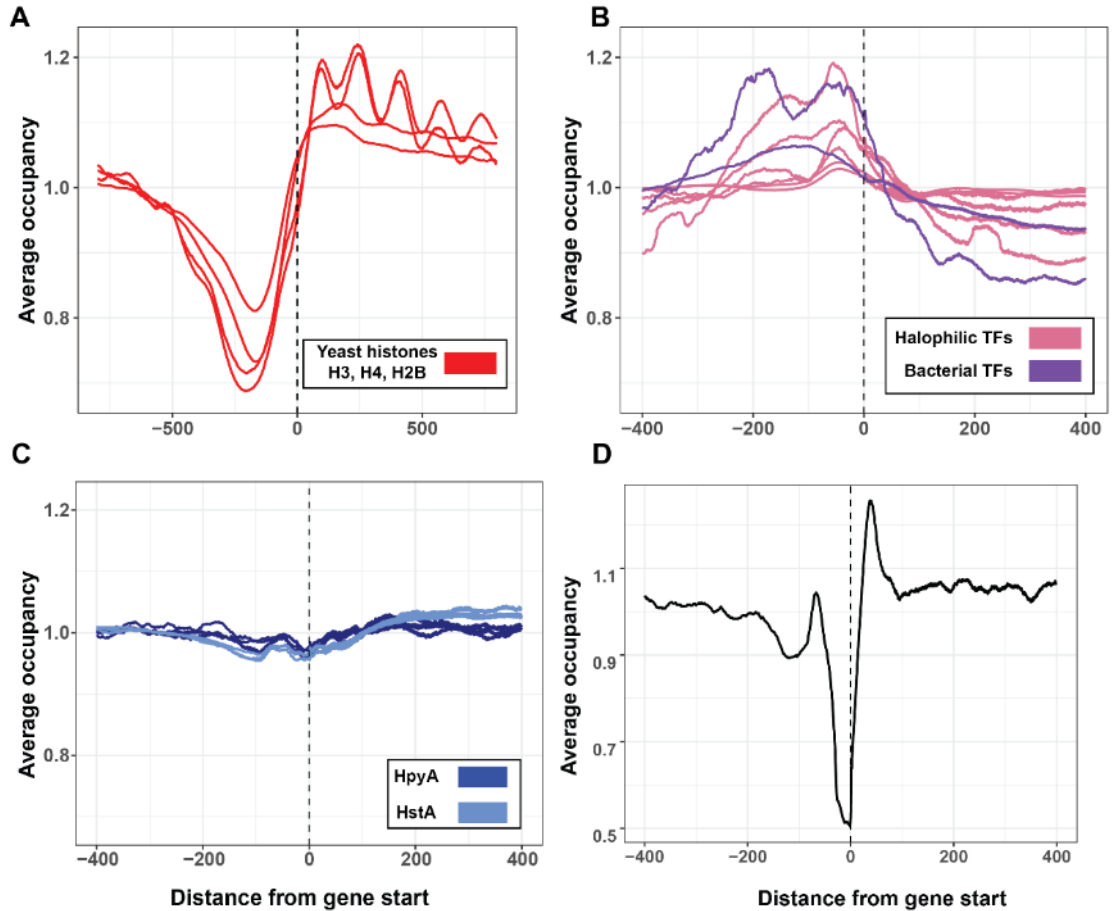 A
Average occupancy
1.2
1.0
0.8
−500
0
500
Yeast histones
H3, H4, H2B
B
Average occupancy
1.2
1.0
0.8
−400
−200
0
200
400
Halophilic TFs
Bacterial TFs
C
Average occupancy
1.2
1.0
0.8
−400
−200
0
200
400
HpyA
HstA
Distance from gene start
D
Average occupancy
1.1
0.9
0.7
0.5
−400
−200
0
200
400
Distance from gene start